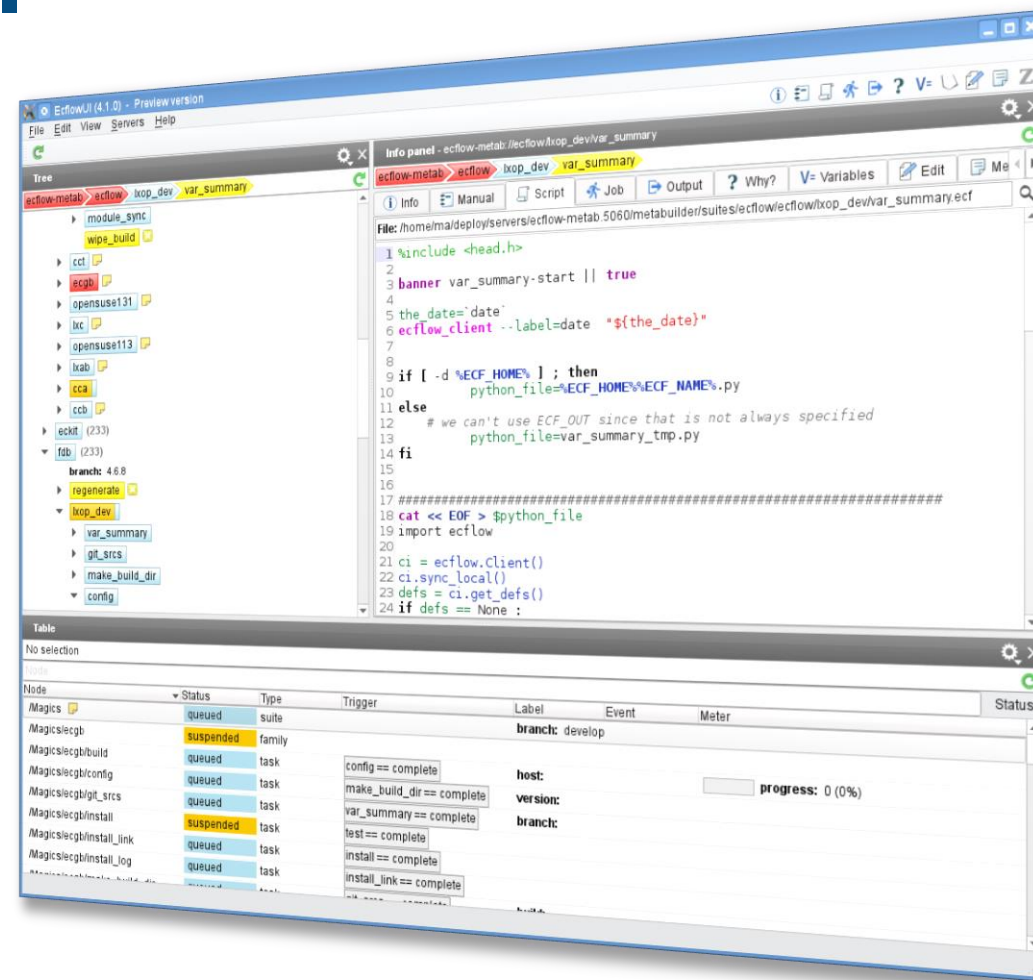 EcflowUI (4.1.0) - Preview version
File Edit View Servers Help
Tree
ecflow-metab ecflow lxop_dev var_summary
module_sync
wipe_build
cct
ecgb
opensuse131
lxc
opensuse113
lxab
cca
ccb
eckit (233)
fdb (233)
branch: 4.6.8
regenerate
lxop_dev
var_summary
git_srcs
make_build_dir
config
Info panel - ecflow-metab://ecflow/lxop_dev/var_summary
ecflow-metab ecflow lxop_dev var_summary
Info Manual Script Job Output ? Why? V= Variables Edit Me
File: /home/ma/deploy/servers/ecflow-metab.5060/metabuilder/suites/ecflow/ecflow/lxop_dev/var_summary.ecf
1 %include <head.h>
2
3 banner var_summary-start || true
4
5 the_date=`date`
6 ecflow_client --label=date "${the_date}"
7
8
9 if [ -d %ECF_HOME% ] ; then
10 python_file=%ECF_HOME%%ECF_NAME%.py
11 else
12 # we can't use ECF_OUT since that is not always specified
13 python_file=var_summary_tmp.py
14 fi
15
16
17 ##########################################################################
18 cat << EOF > $python_file
19 import ecflow
20
21 ci = ecflow.Client()
22 ci.sync_local()
23 defs = ci.get_defs()
24 if defs == None :
Table
No selection
Node
Node Status Type Trigger Label Event Meter Status
/Magics queued suite branch: develop
/Magics/ecgb suspended family
/Magics/ecgb/build queued task config == complete host: progress: 0 (0%)
/Magics/ecgb/config queued task make_build_dir == complete version:
/Magics/ecgb/git_srcs queued task var_summary == complete branch:
/Magics/ecgb/install suspended task test == complete
/Magics/ecgb/install_link queued task install == complete
/Magics/ecgb/install_log queued task install_link == complete